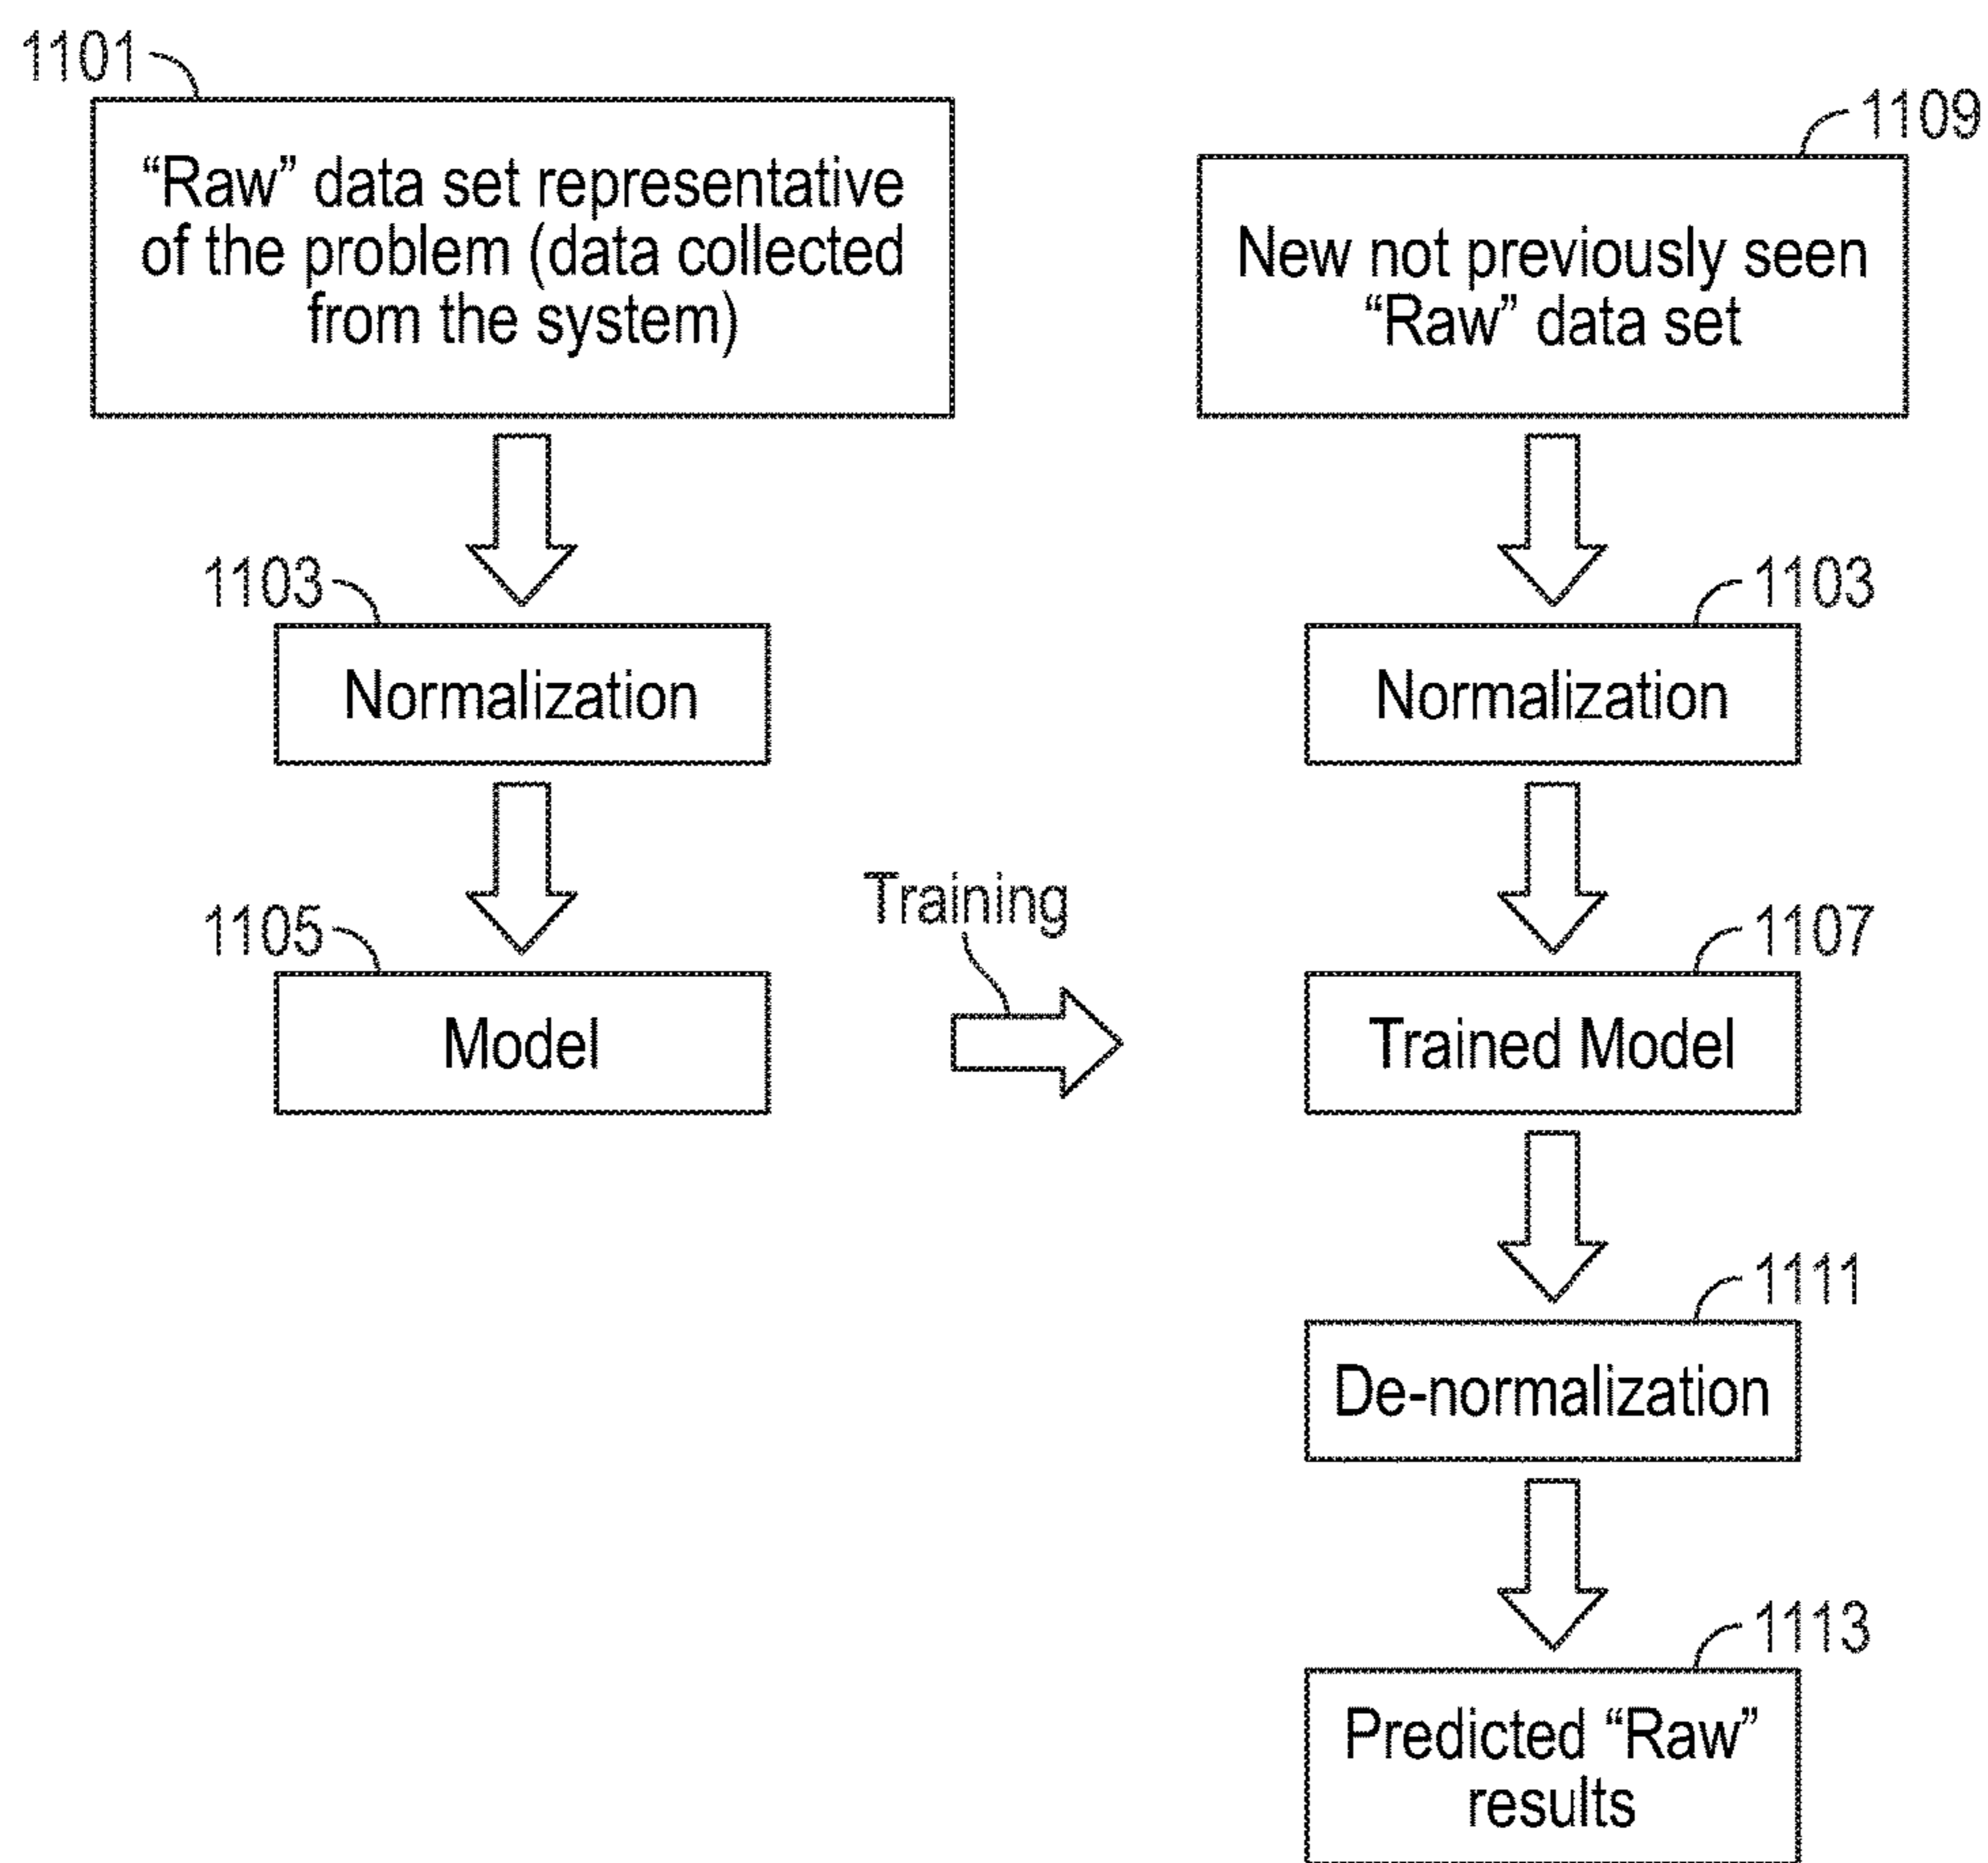 1101
“Raw” data set representative
of the problem (data collected
from the system)
1103
Normalization
1105
Model
Training
1109
New not previously seen
“Raw” data set
1103
Normalization
1107
Trained Model
1111
De-normalization
1113
Predicted “Raw”
results